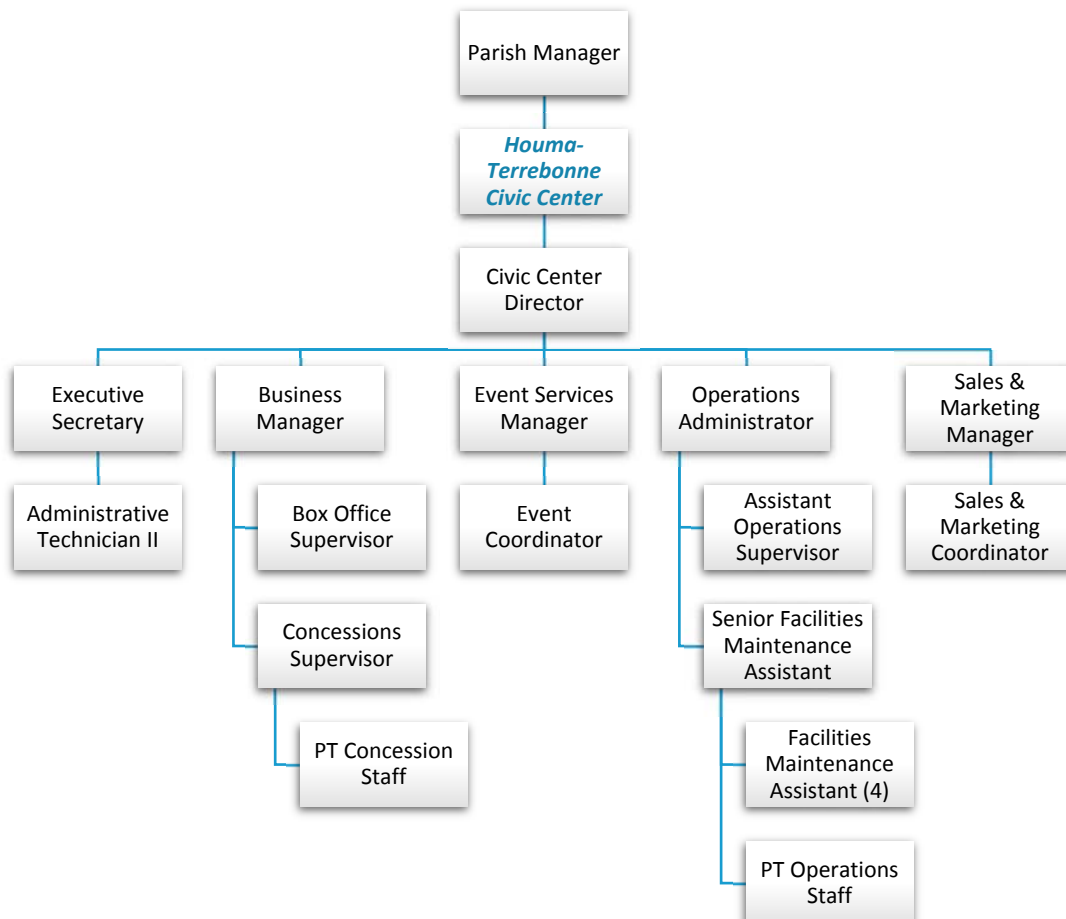 Parish Manager
Houma-
Terrebonne
Civic Center
Civic Center
Director
Executive
Secretary
Business
Manager
Event Services
Manager
Operations
Administrator
Sales &
Marketing
Manager
Administrative
Technician II
Box Office
Supervisor
Event
Coordinator
Assistant
Operations
Supervisor
Sales &
Marketing
Coordinator
Concessions
Supervisor
Senior Facilities
Maintenance
Assistant
PT Concession
Staff
Facilities
Maintenance
Assistant (4)
PT Operations
Staff